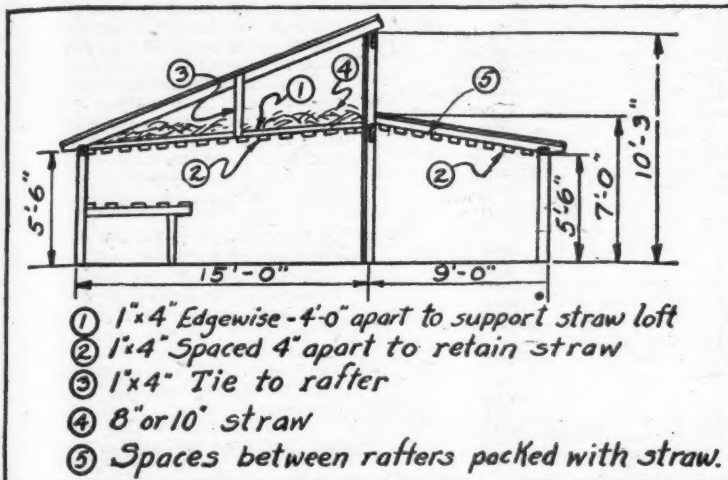 ③ ④ ① ⑤
② ②
5'-6" 5'-6" 7'-0" 10'-3"
15'-0" 9'-0"
① 1"x4" Edgewise-4'-0" apart to support straw loft
② 1"x4" Spaced 4" apart to retain straw
③ 1"x4" Tie to rafter
④ 8" or 10" straw
⑤ Spaces between rafters packed with straw.